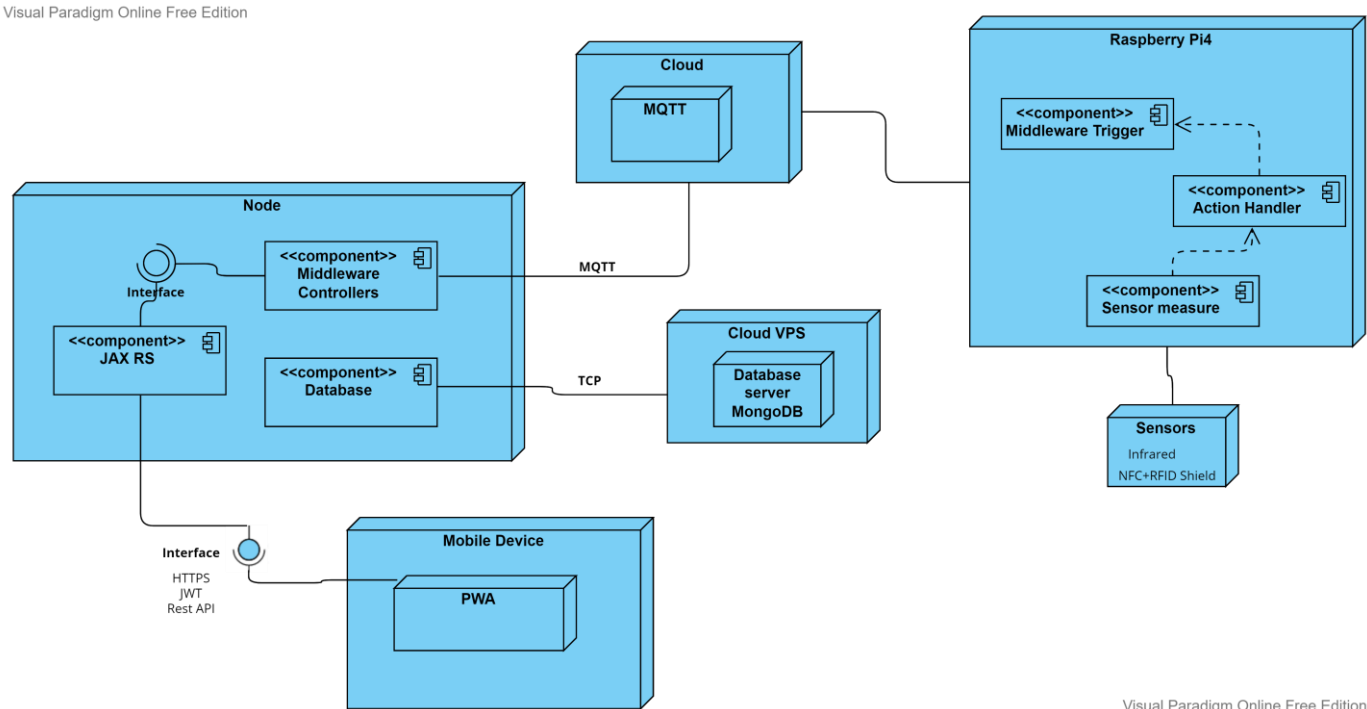 Visual Paradigm Online Free Edition
Raspberry Pi4
Cloud
MQTT
<<component>>
Middleware Trigger
<<component>>
Action Handler
<<component>>
Sensor measure
Node
<<component>>
Middleware
Controllers
Interface
MQTT
<<component>>
JAX RS
<<component>>
Database
TCP
Cloud VPS
Database
server
MongoDB
Sensors
Infrared
NFC+RFID Shield
Interface
HTTPS
JWT
Rest API
Mobile Device
PWA
Visual Paradigm Online Free Edition